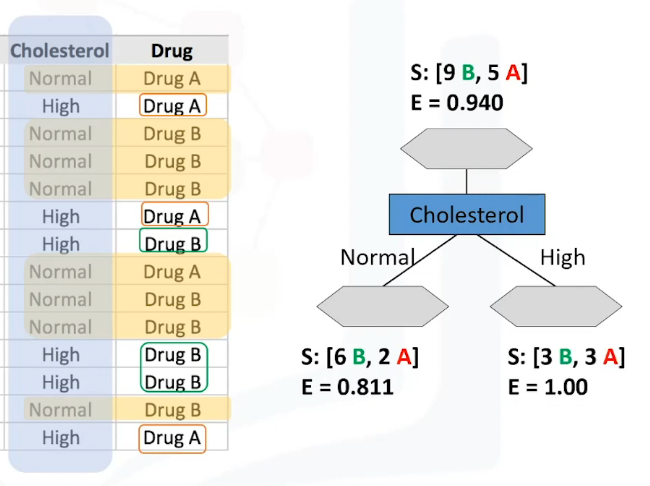 Cholesterol Drug
Normal Drug A
High Drug A
Normal Drug B
Normal Drug B
Normal Drug B
High Drug A
High Drug B
Normal Drug A
Normal Drug B
Normal Drug B
High Drug B
High Drug B
Normal Drug B
High Drug A
S: [9 B, 5 A]
E = 0.940
Cholesterol
Normal High
S: [6 B, 2 A] S: [3 B, 3 A]
E = 0.811 E = 1.00